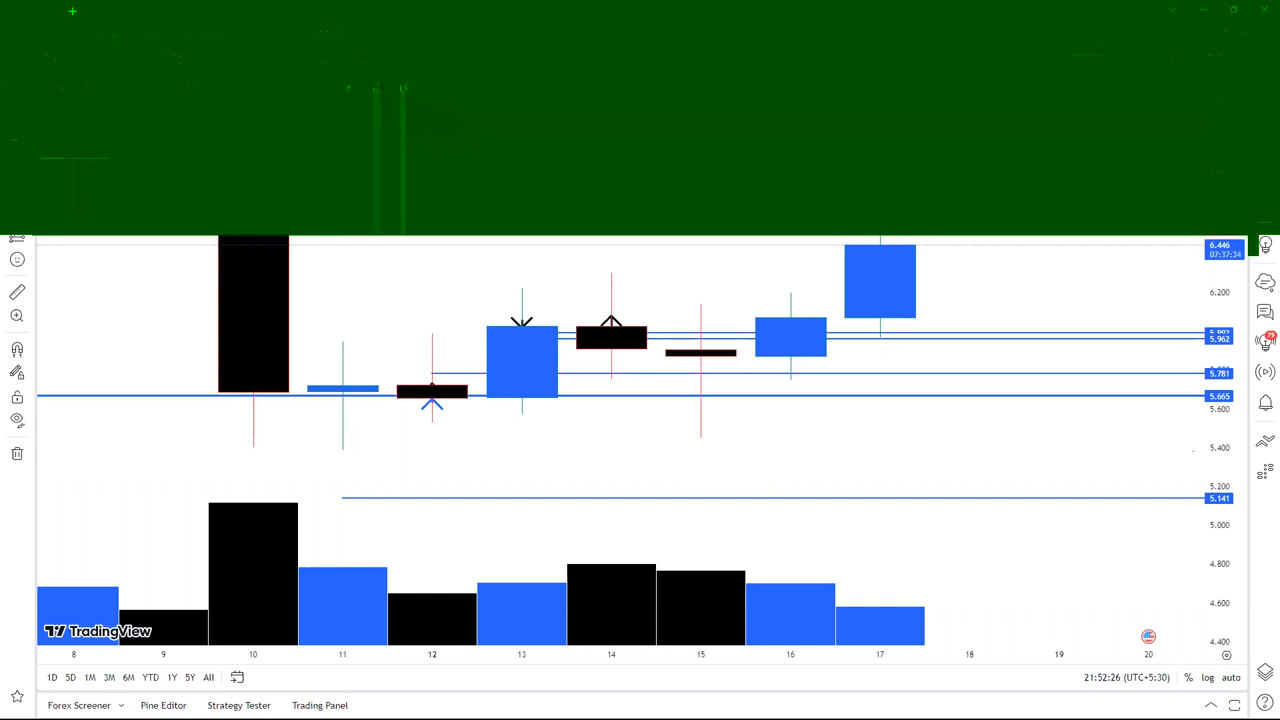 6.446
07:37:34
6.200
5.962
5.781
5.665
5.600
5.400
5.200
5.141
5.000
4.800
4.600
4.400
TradingView
8 9 10 11 12 13 14 15 16 17 18 19 20
1D 5D 1M 3M 6M YTD 1Y 5Y All
21:52:26 (UTC+5:30) % log auto
Forex Screener Pine Editor Strategy Tester Trading Panel